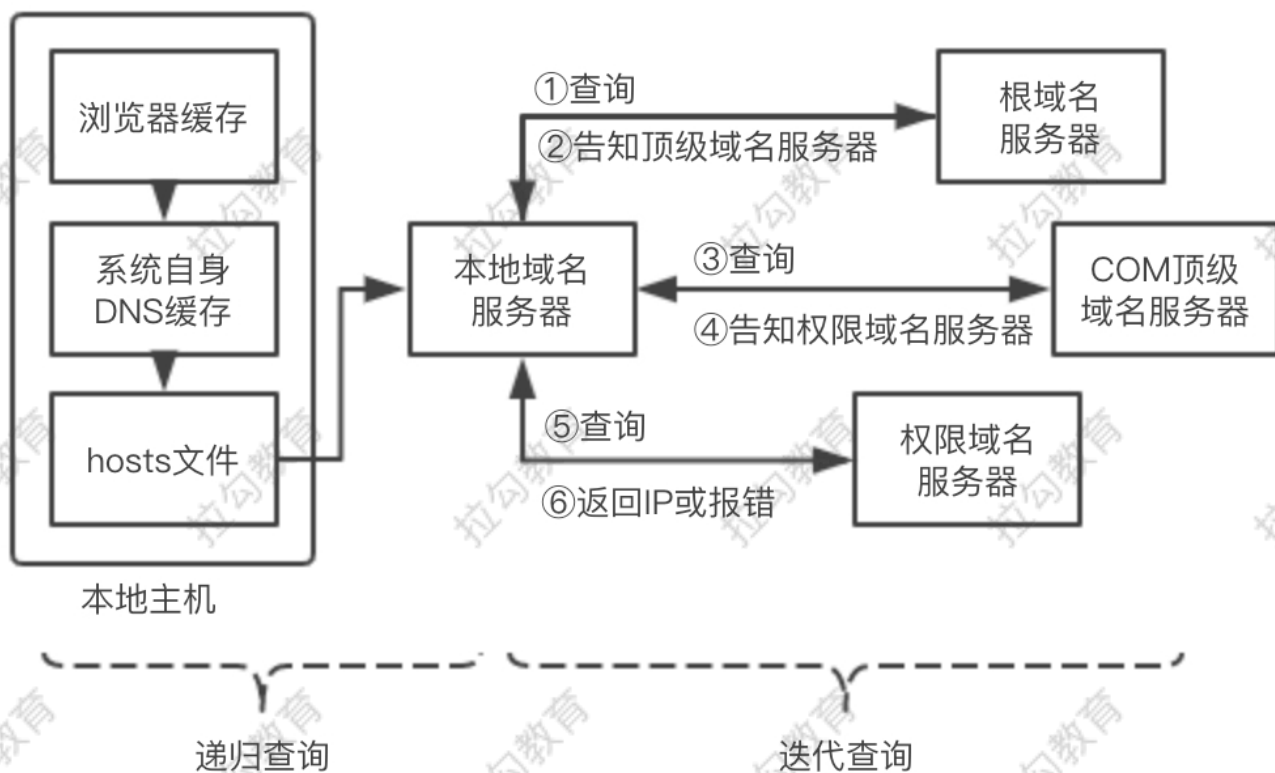 浏览器缓存
系统自身
DNS缓存
hosts文件
本地主机
本地域名
服务器
①查询
②告知顶级域名服务器
根域名
服务器
③查询
④告知权限域名服务器
COM顶级
域名服务器
⑤查询
⑥返回IP或报错
权限域名
服务器
递归查询
迭代查询
拉勾教育